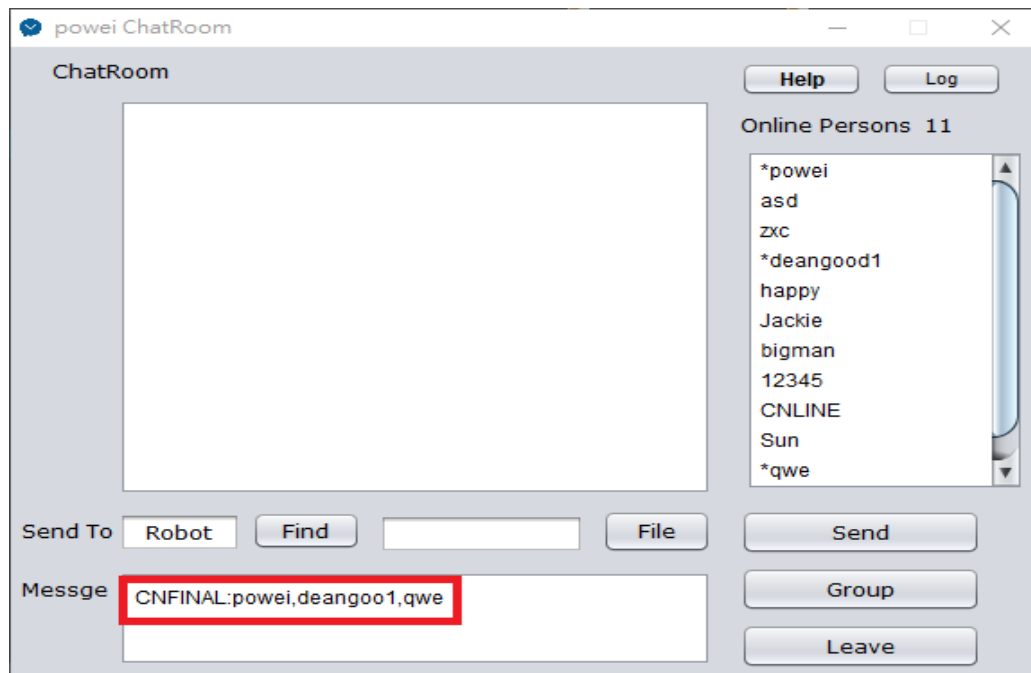 powei ChatRoom
ChatRoom
Help
Log
Online Persons 11
*powei
asd
zxc
*deangood1
happy
Jackie
bigman
12345
CNLINE
Sun
*qwe
Send To
Robot
Find
File
Send
Messge
CNFINAL:powei,deangoo1,qwe
Group
Leave